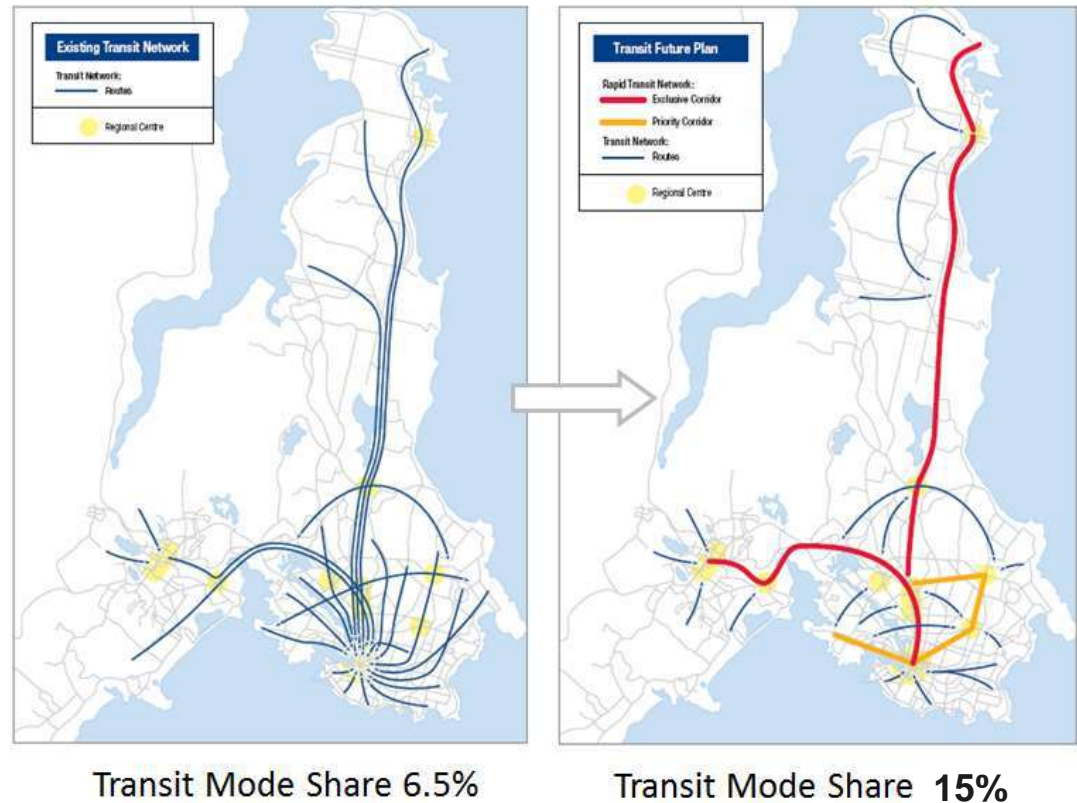 Existing Transit Network
Transit Network:
Routes
Regional Centre
Transit Future Plan
Rapid Transit Network:
Exclusive Corridor
Priority Corridor
Transit Network:
Routes
Regional Centre
Transit Mode Share 6.5%
Transit Mode Share 15%